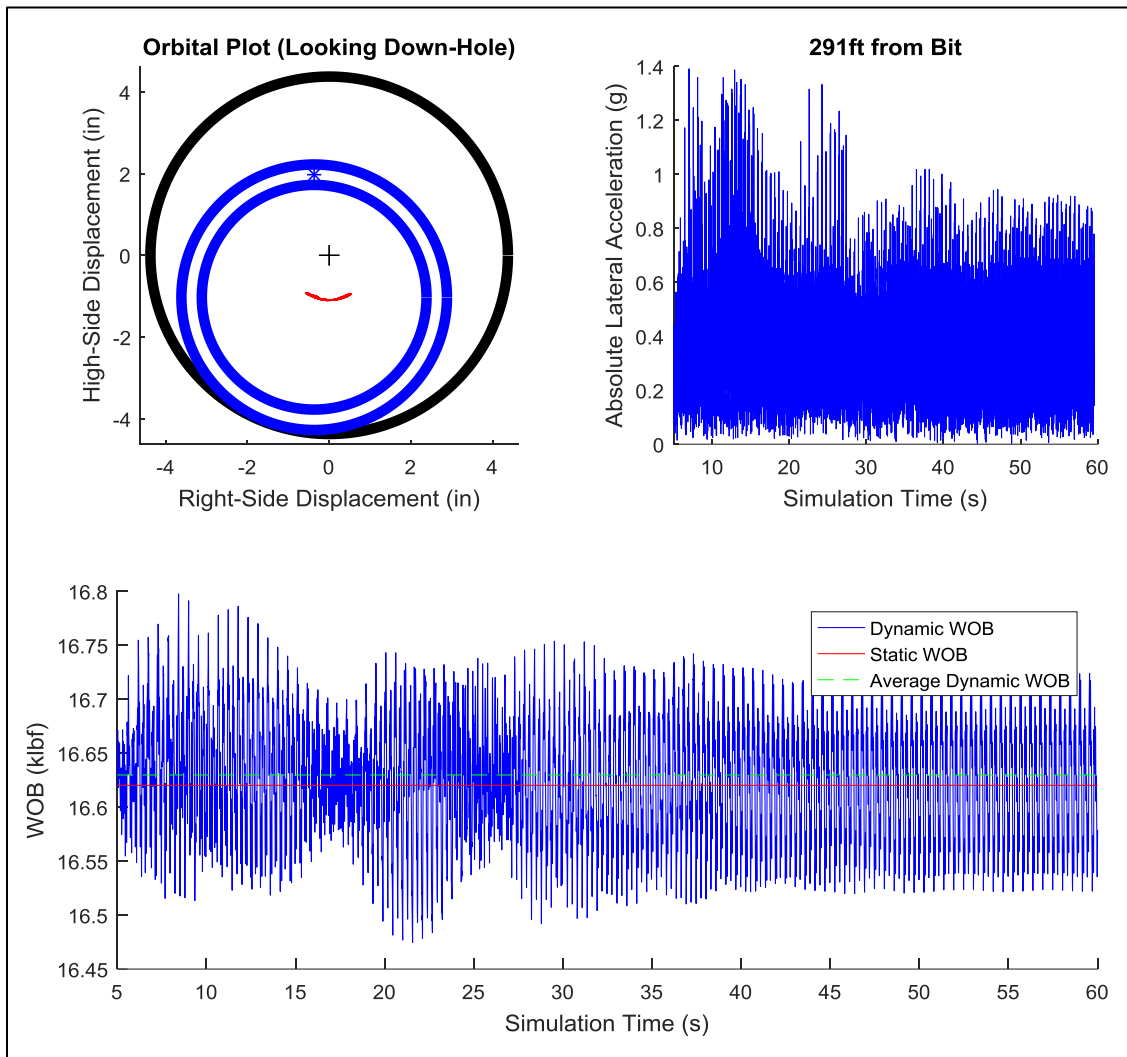 Orbital Plot (Looking Down-Hole)
High-Side Displacement (in)
4
2
0
-2
-4
-4 -2 0 2 4
Right-Side Displacement (in)
291ft from Bit
Absolute Lateral Acceleration (g)
1.4
1.2
1
0.8
0.6
0.4
0.2
0
10 20 30 40 50 60
Simulation Time (s)
WOB (klbf)
16.8
16.75
16.7
16.65
16.6
16.55
16.5
16.45
5 10 15 20 25 30 35 40 45 50 55 60
Simulation Time (s)
Dynamic WOB
Static WOB
Average Dynamic WOB